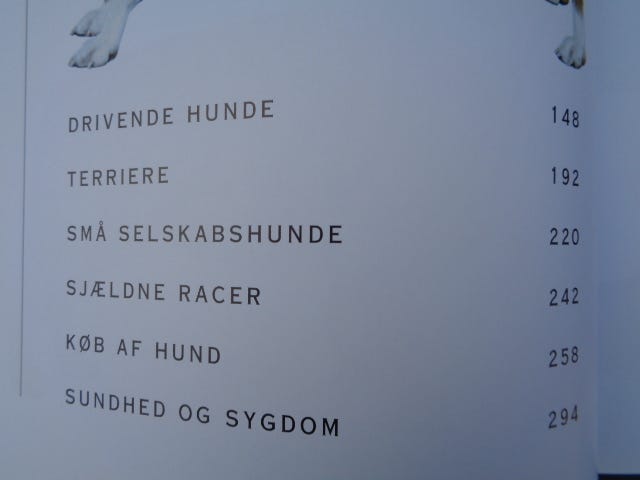 DRIVENDE HUNDE 148
TERRIERE 192
SMÅ SELSKABSHUNDE 220
SJÆLDNE RACER 242
KØB AF HUND 258
SUNDHED OG SYGDOM 294